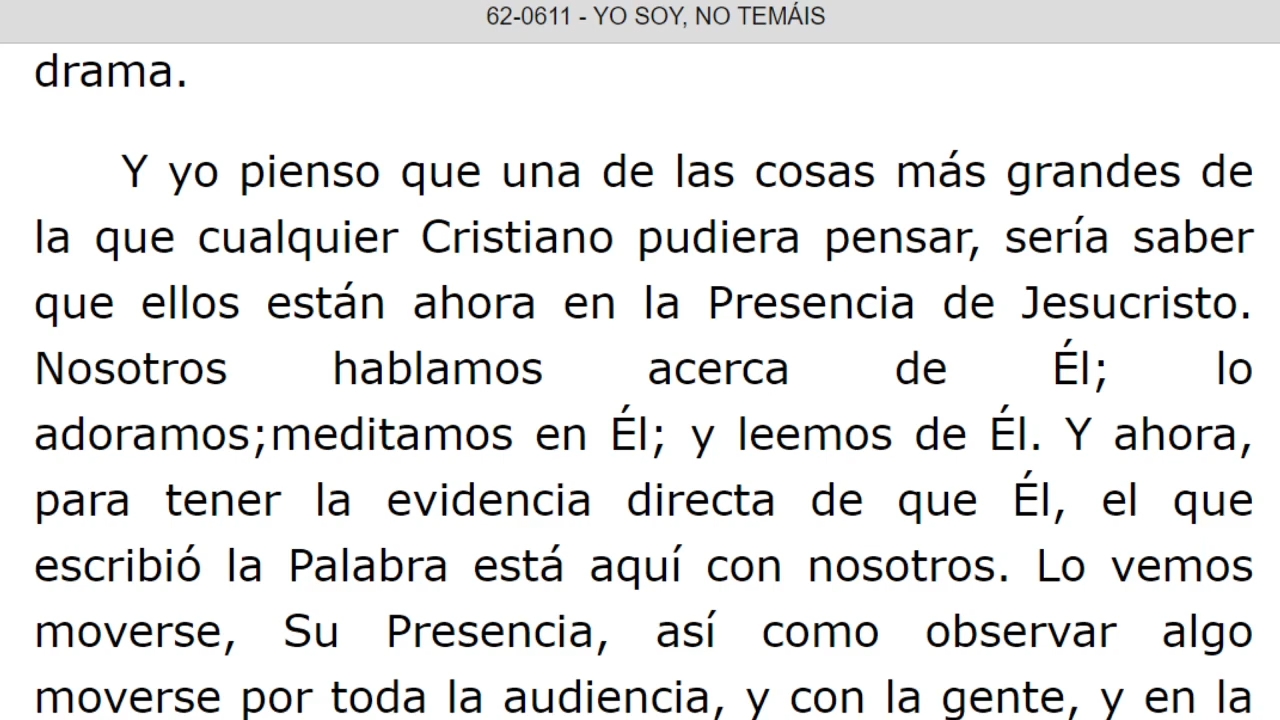 62-0611 - YO SOY, NO TEMÁIS
drama.
Y yo pienso que una de las cosas más grandes de
la que cualquier Cristiano pudiera pensar, sería saber
que ellos están ahora en la Presencia de Jesucristo.
Nosotros hablamos acerca de Él; lo
adoramos;meditamos en Él; y leemos de Él. Y ahora,
para tener la evidencia directa de que Él, el que
escribió la Palabra está aquí con nosotros. Lo vemos
moverse, Su Presencia, así como observar algo
moverse por toda la audiencia, y con la gente, y en la